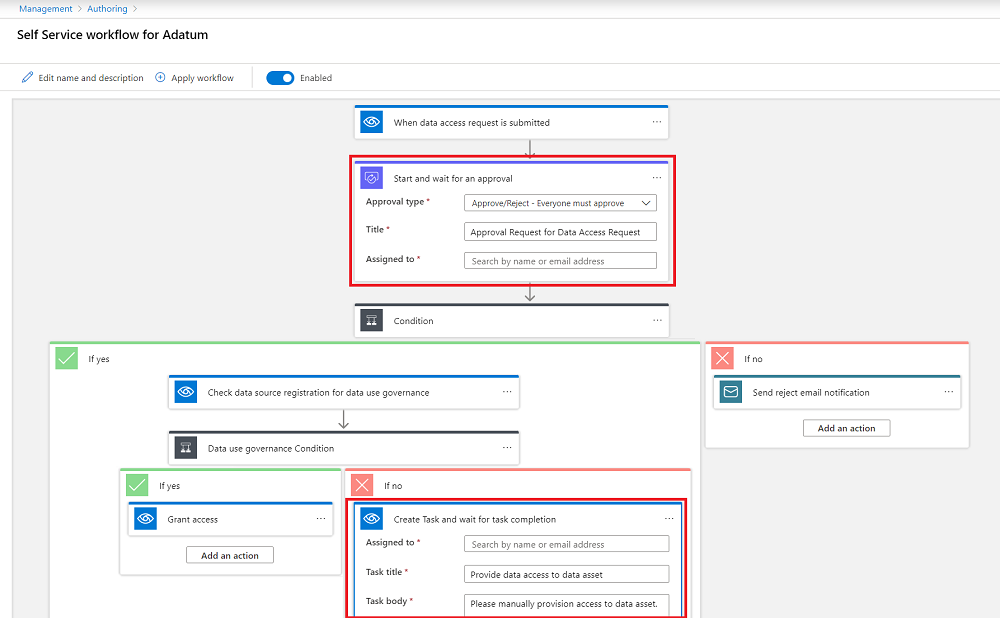 Management > Authoring >
Self Service workflow for Adatum
Edit name and description Apply workflow Enabled
When data access request is submitted ...
Start and wait for an approval ...
Approval type * Approve/Reject - Everyone must approve
Title * Approval Request for Data Access Request
Assigned to * Search by name or email address
Condition ...
If yes
If no
Check data source registration for data use governance ...
Send reject email notification ...
Add an action
Data use governance Condition ...
If yes
If no
Grant access ...
Add an action
Create Task and wait for task completion ...
Assigned to * Search by name or email address
Task title * Provide data access to data asset
Task body * Please manually provision access to data asset.